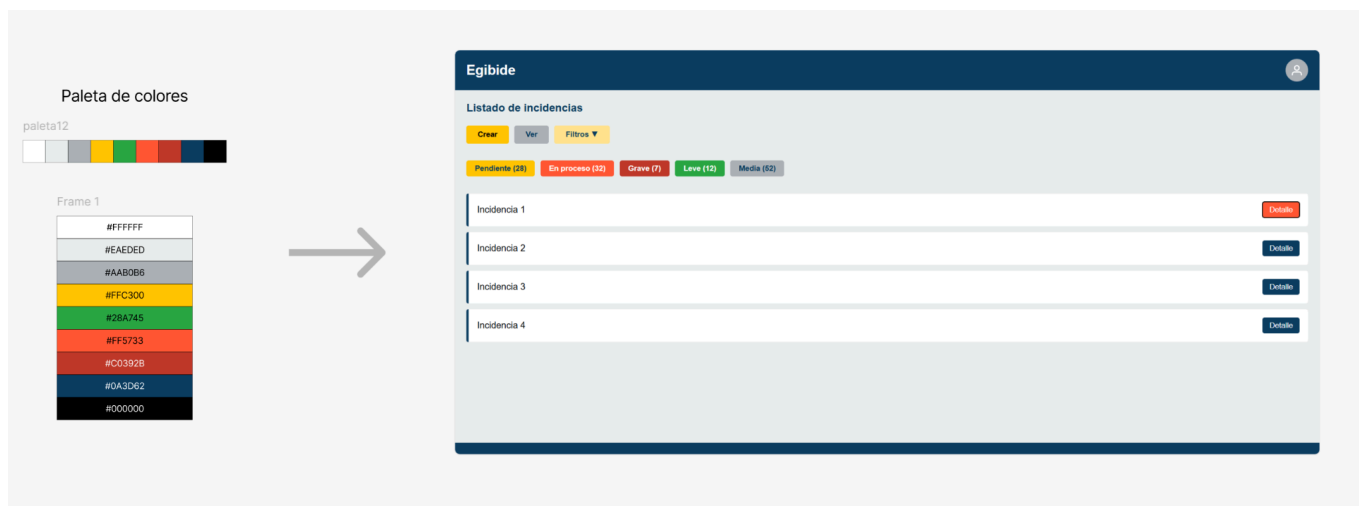 Paleta de colores
paleta12
Frame 1
#FFFFFF
#EAEDED
#AAB0B6
#FFC300
#28A745
#FF5733
#C0392B
#0A3D62
#000000
Egibide
Listado de incidencias
Crear Ver Filtros ▼
Pendiente (28) En proceso (32) Grave (7) Leve (12) Media (52)
Incidencia 1 Detalle
Incidencia 2 Detalle
Incidencia 3 Detalle
Incidencia 4 Detalle